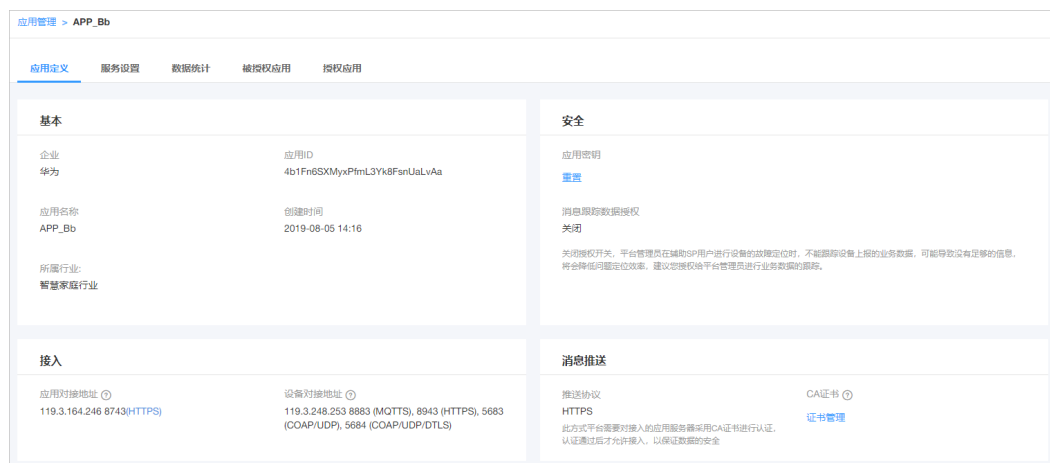 应用管理 > APP_Bb
应用定义 服务设置 数据统计 被授权应用 授权应用
基本
企业
华为
应用ID
4b1Fn6SXMyxPfmL3Yk8FsnUaLvAa
应用名称
APP_Bb
创建时间
2019-08-05 14:16
所属行业:
智慧家庭行业
安全
应用密钥
重置
消息跟踪数据授权
关闭
关闭授权开关，平台管理员在辅助SP用户进行设备的故障定位时，不能跟踪设备上报的业务数据，可能导致没有足够的信息，
将会降低问题定位效率，建议您授权给平台管理员进行业务数据的跟踪。
接入
应用对接地址 ?
119.3.164.246 8743(HTTPS)
设备对接地址 ?
119.3.248.253 8883 (MQTTS), 8943 (HTTPS), 5683
(COAP/UDP), 5684 (COAP/UDP/DTLS)
消息推送
推送协议
HTTPS
此方式平台需要对接入的应用服务器采用CA证书进行认证，
认证通过后才允许接入，以保证数据的安全
CA证书 ?
证书管理